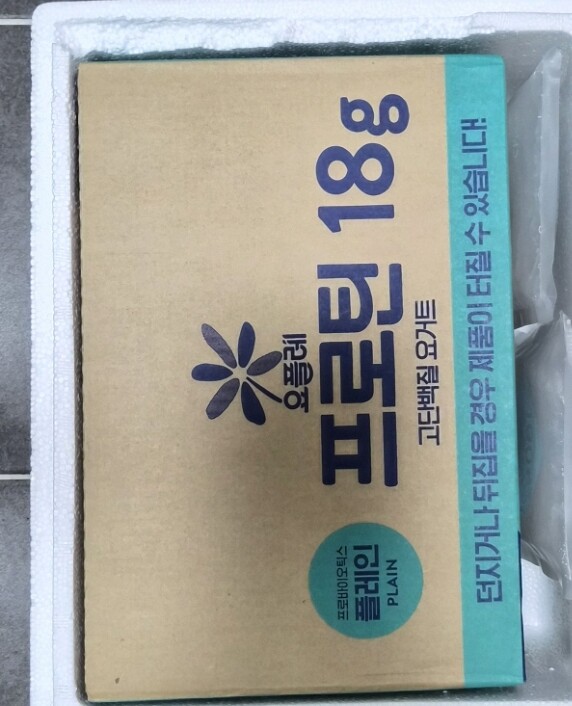 요플레
프로틴 18g
고단백질 요거트
프로바이오틱스
플레인
PLAIN
던지거나 뒤집을 경우 제품이 터질 수 있습니다!